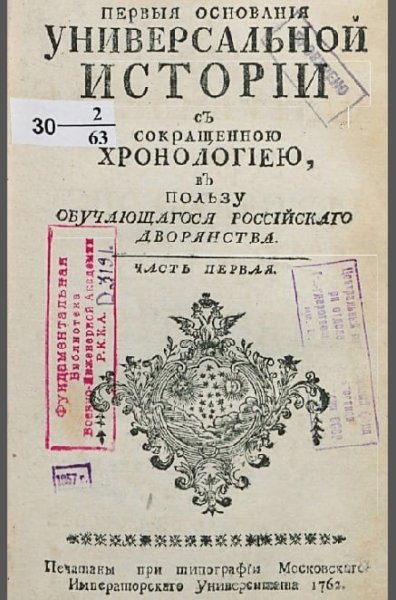 ПЕРВЫЯ ОСНОВАНІЯ
УНИВЕРСАЛЬНОЙ
ИСТОРІИ
СЪ
СОКРАЩЕННОЮ
ХРОНОЛОГІЕЮ,
ВЪ
ПОЛЬЗУ
ОБУЧАЮЩАГОСЯ РОССІЙСКАГО
ДВОРЯНСТВА.
ЧАСТЬ ПЕРВАЯ.
30 2
63
Фундаментальная
Библиотека
Военно-Инженерной Академии
Р.К.К.А.
1957 г.
Печатаны при типографіи Московскаго
Императорскаго Университета 1762.